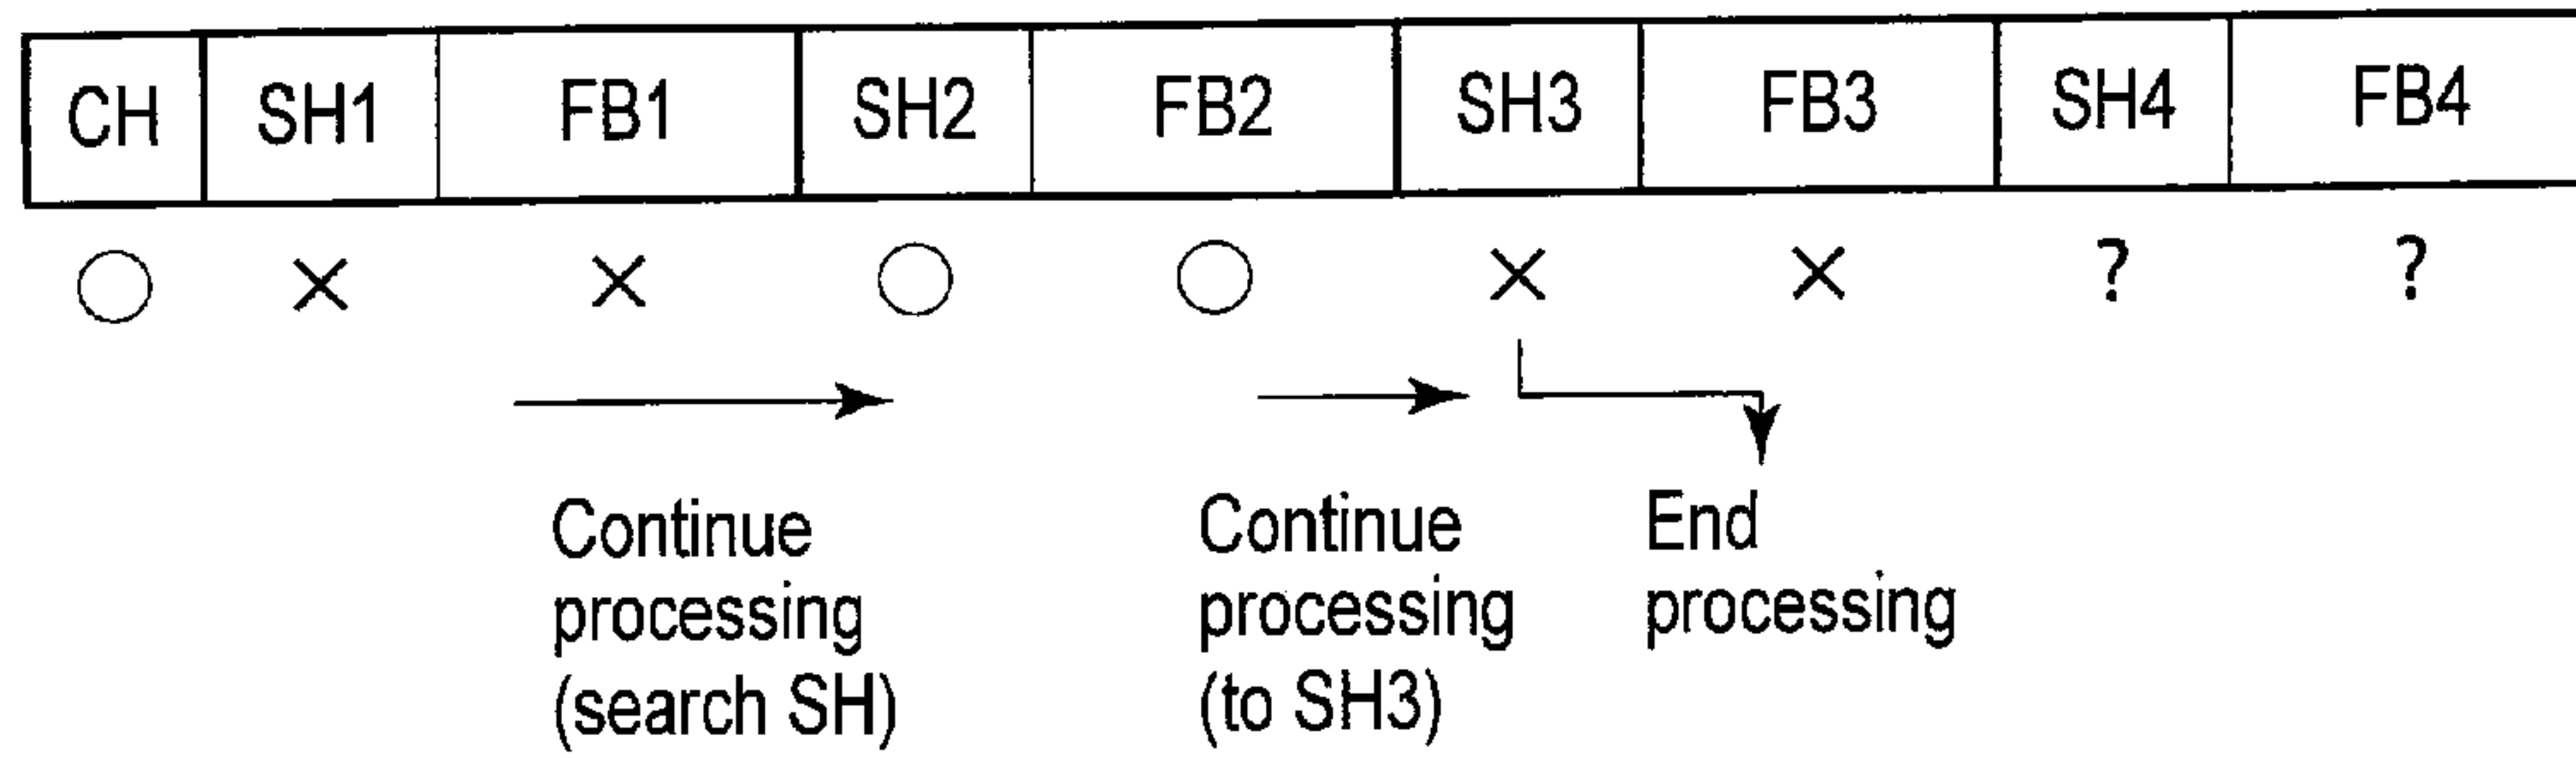 CH SH1 FB1 SH2 FB2 SH3 FB3 SH4 FB4
○ × × ○ ○ × × ? ?
Continue processing (search SH)
Continue processing (to SH3)
End processing